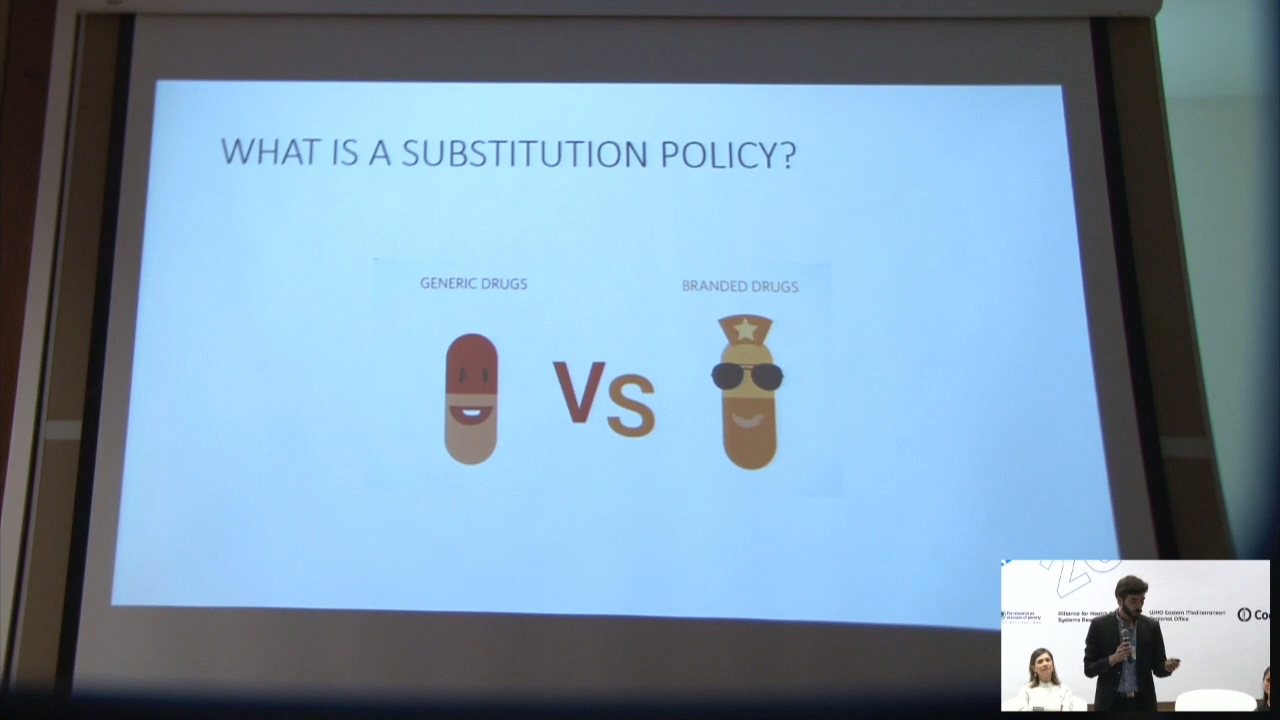 WHAT IS A SUBSTITUTION POLICY?
GENERIC DRUGS
BRANDED DRUGS
VS
Alliance for Health
Systems Res
WHO Eastern Mediterranean
Regional Office
Co